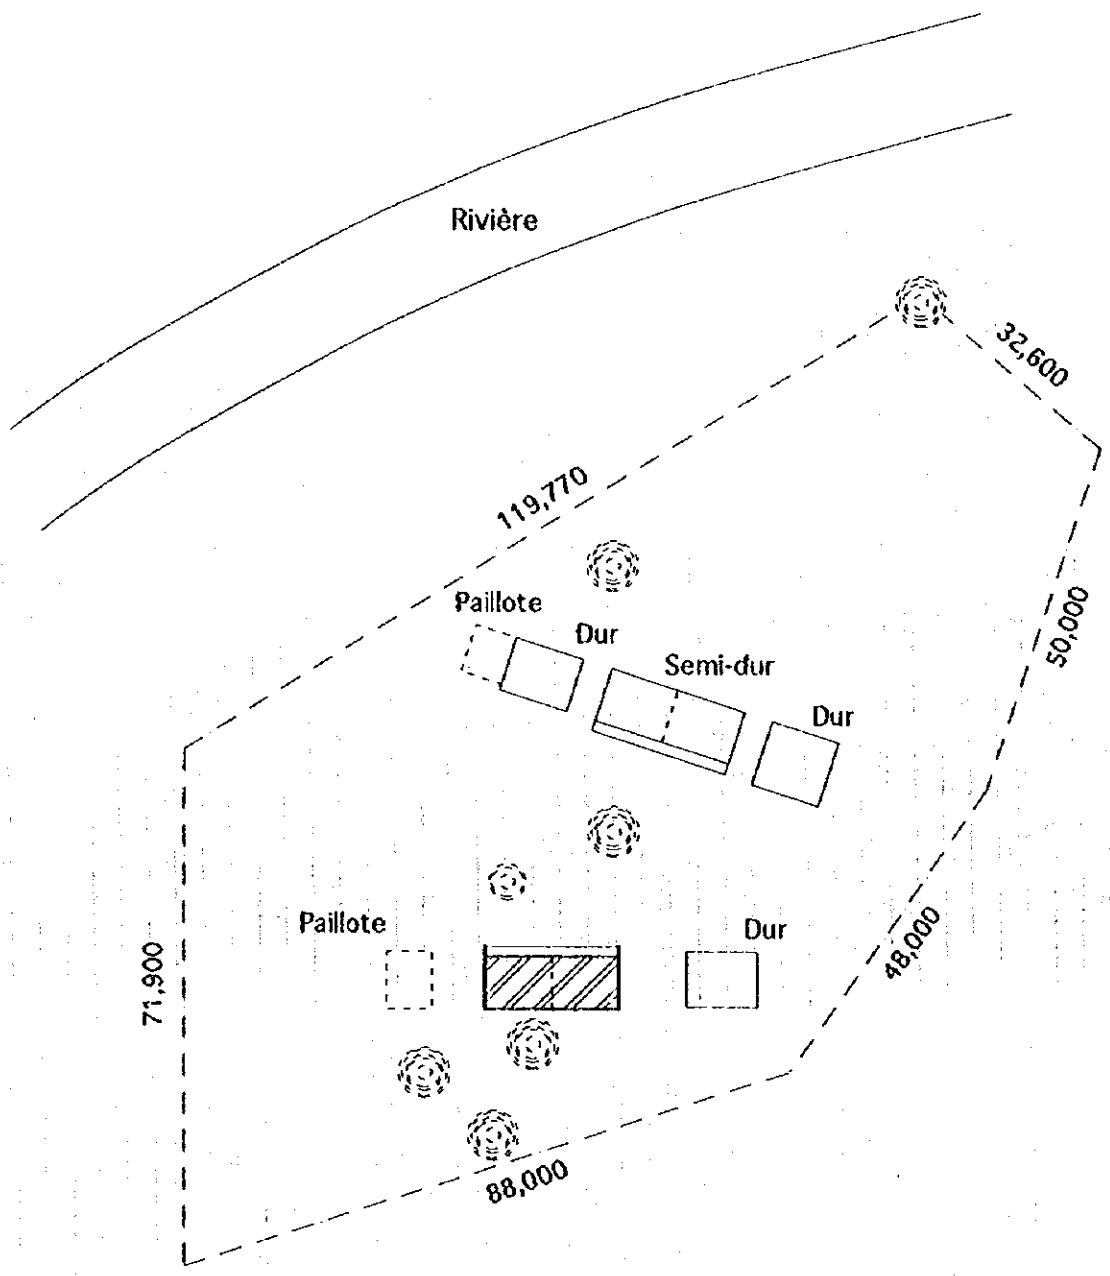 Rivière
32,600
119,770
Paillote
Dur
50,000
Semi-dur
Dur
Paillote
Dur
48,000
71,900
88,000